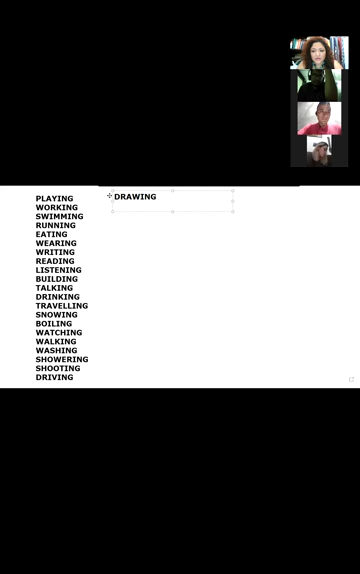 PLAYING
WORKING
SWIMMING
RUNNING
EATING
WEARING
WRITING
READING
LISTENING
BUILDING
TALKING
DRINKING
TRAVELLING
SNOWING
BOILING
WATCHING
WALKING
WASHING
SHOWERING
SHOOTING
DRIVING
DRAWING